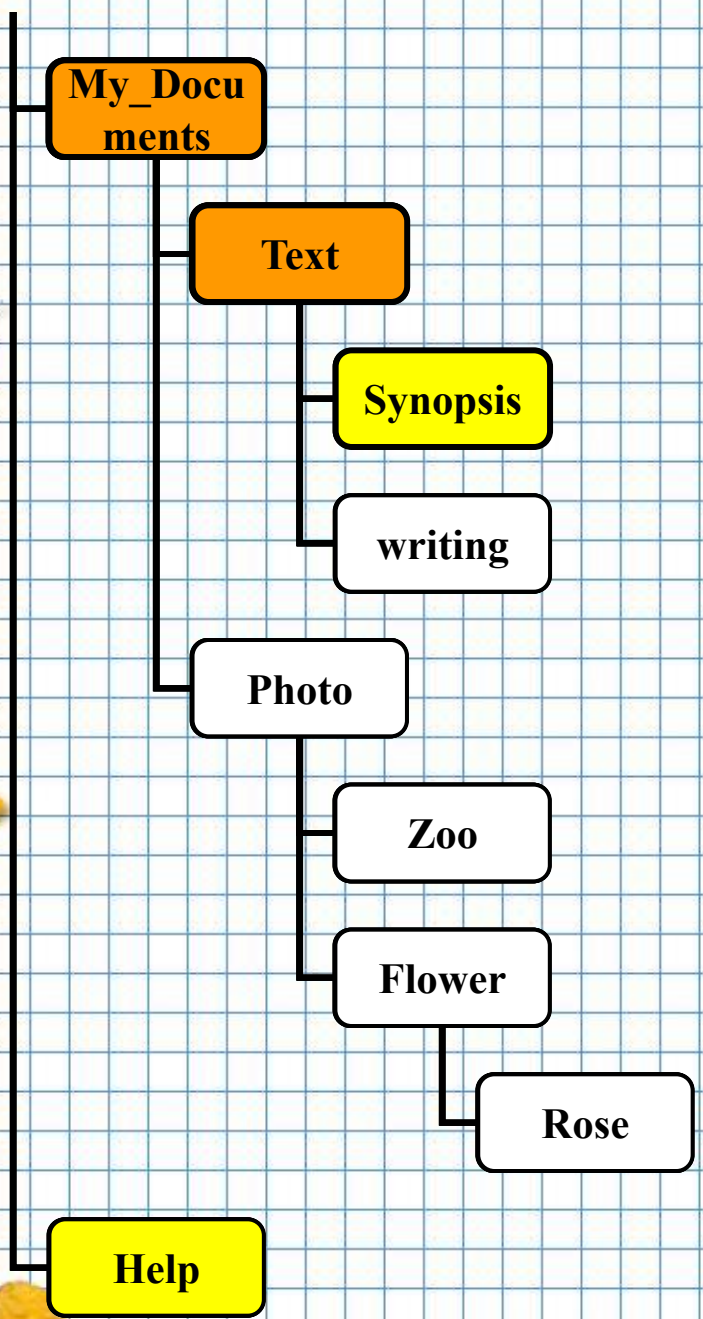 My_Docu
ments
Text
Synopsis
writing
Photo
Zoo
Flower
Rose
Help